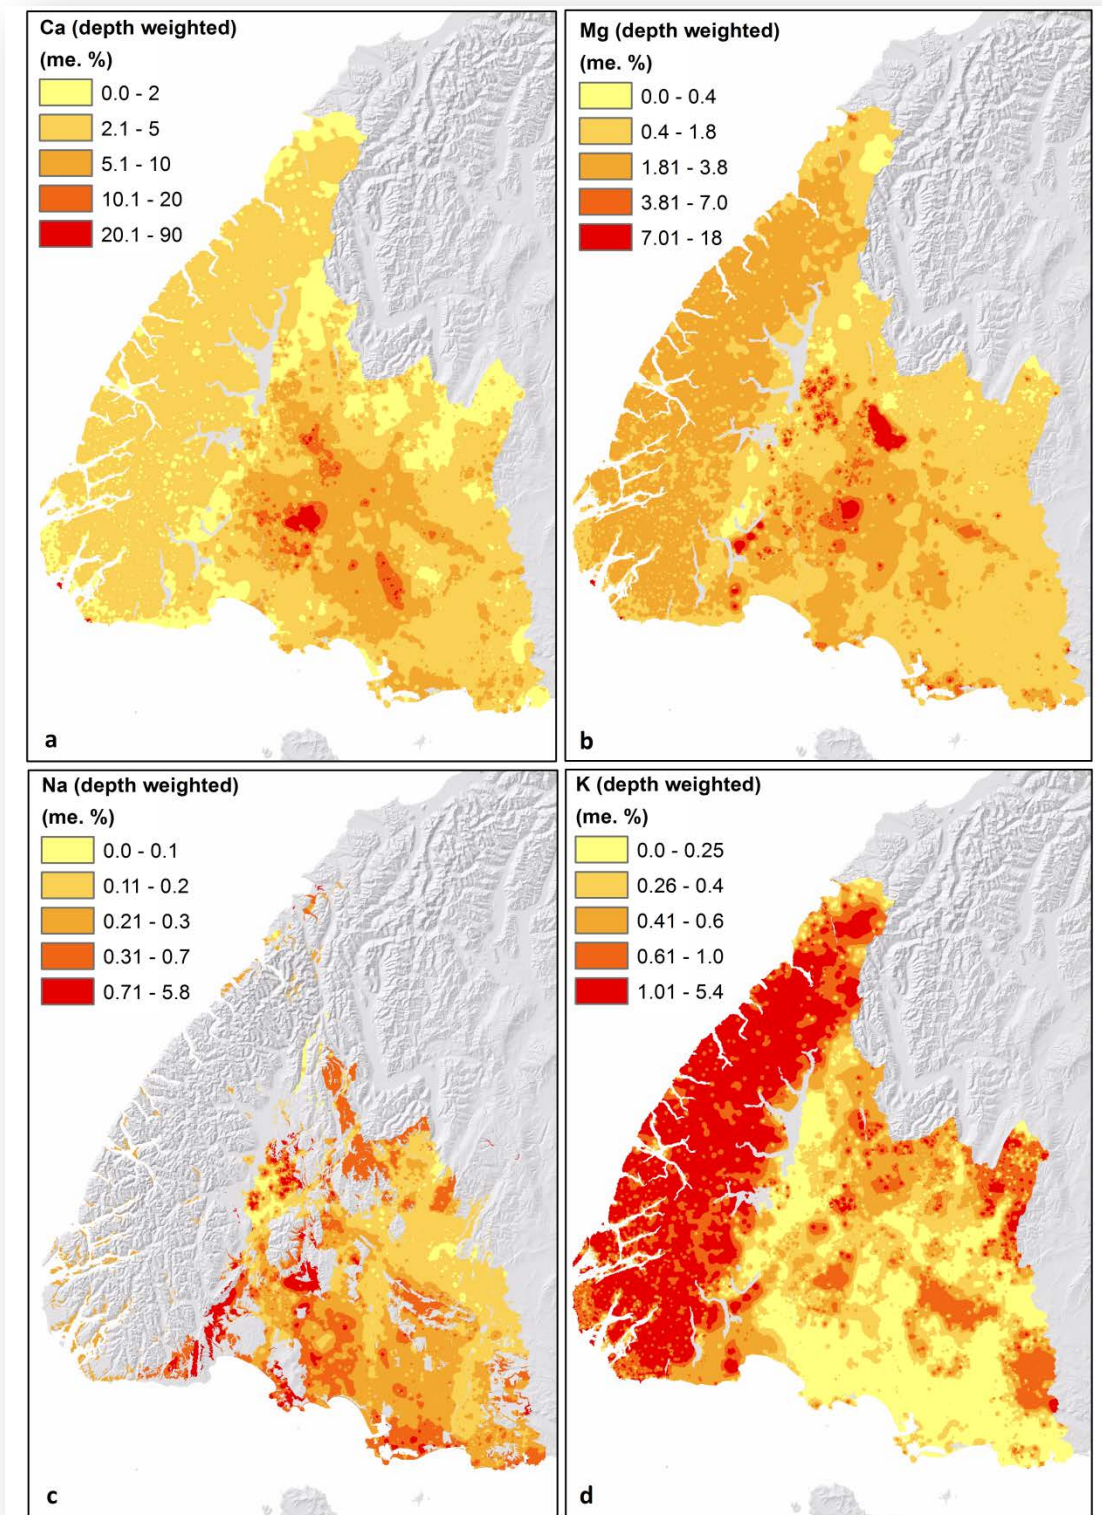 Ca (depth weighted)
(me. %)
0.0 - 2
2.1 - 5
5.1 - 10
10.1 - 20
20.1 - 90
a
Mg (depth weighted)
(me. %)
0.0 - 0.4
0.4 - 1.8
1.81 - 3.8
3.81 - 7.0
7.01 - 18
b
Na (depth weighted)
(me. %)
0.0 - 0.1
0.11 - 0.2
0.21 - 0.3
0.31 - 0.7
0.71 - 5.8
c
K (depth weighted)
(me. %)
0.0 - 0.25
0.26 - 0.4
0.41 - 0.6
0.61 - 1.0
1.01 - 5.4
d